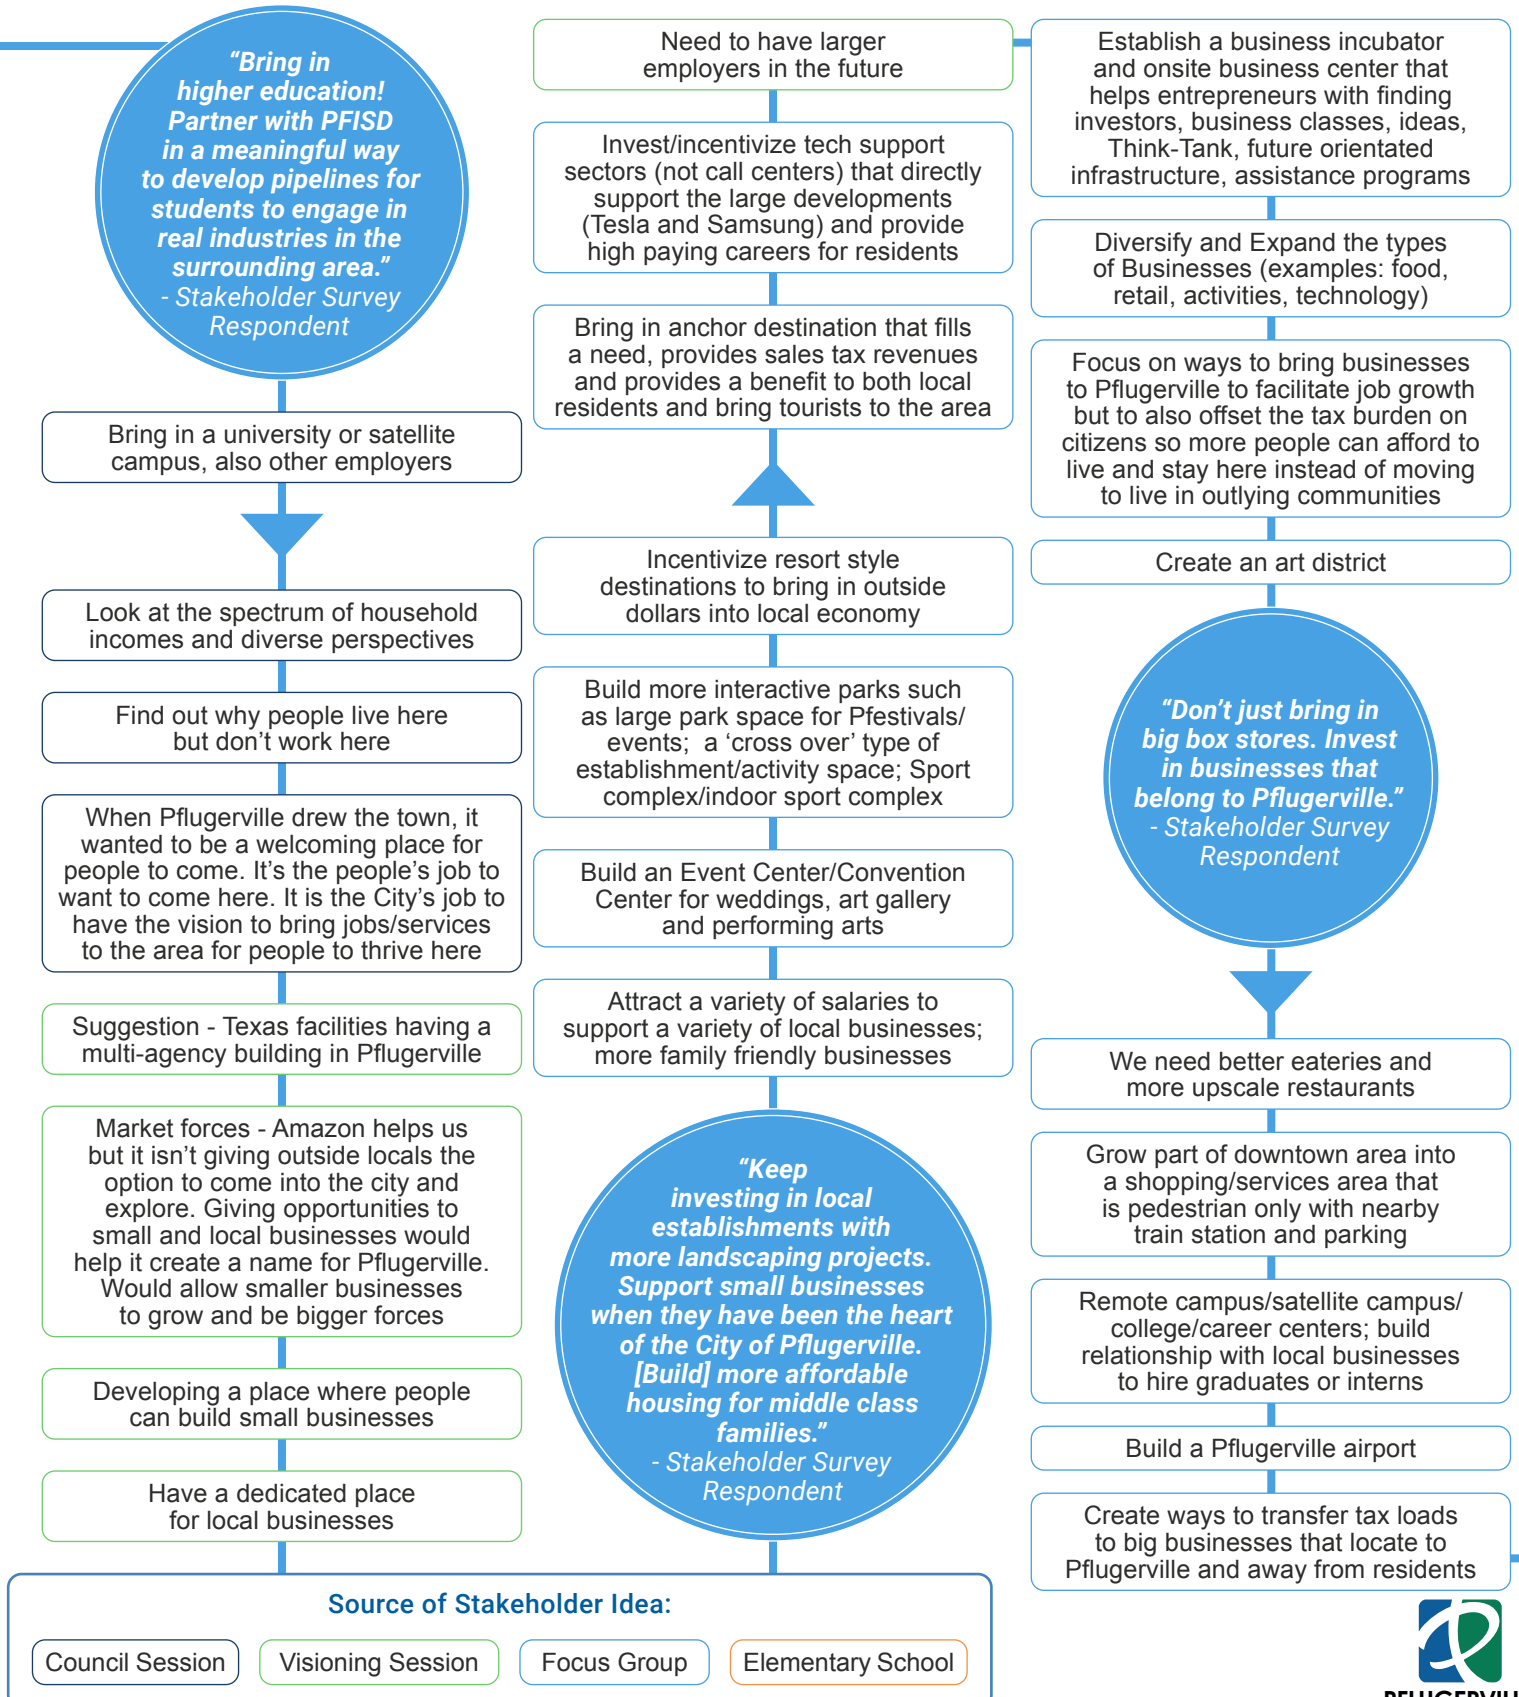 “Bring in
higher education!
Partner with PFISD
in a meaningful way
to develop pipelines for
students to engage in
real industries in the
surrounding area.”
- Stakeholder Survey
Respondent
Bring in a university or satellite
campus, also other employers
Look at the spectrum of household
incomes and diverse perspectives
Find out why people live here
but don’t work here
When Pflugerville drew the town, it
wanted to be a welcoming place for
people to come. It’s the people’s job to
want to come here. It is the City’s job to
have the vision to bring jobs/services
to the area for people to thrive here
Suggestion - Texas facilities having a
multi-agency building in Pflugerville
Market forces - Amazon helps us
but it isn’t giving outside locals the
option to come into the city and
explore. Giving opportunities to
small and local businesses would
help it create a name for Pflugerville.
Would allow smaller businesses
to grow and be bigger forces
Developing a place where people
can build small businesses
Have a dedicated place
for local businesses
Need to have larger
employers in the future
Invest/incentivize tech support
sectors (not call centers) that directly
support the large developments
(Tesla and Samsung) and provide
high paying careers for residents
Bring in anchor destination that fills
a need, provides sales tax revenues
and provides a benefit to both local
residents and bring tourists to the area
Incentivize resort style
destinations to bring in outside
dollars into local economy
Build more interactive parks such
as large park space for Pfestivals/
events;  a ‘cross over’ type of
establishment/activity space; Sport
complex/indoor sport complex
Build an Event Center/Convention
Center for weddings, art gallery
and performing arts
Attract a variety of salaries to
support a variety of local businesses;
more family friendly businesses
“Keep
investing in local
establishments with
more landscaping projects.
Support small businesses
when they have been the heart
of the City of Pflugerville.
[Build] more affordable
housing for middle class
families.”
- Stakeholder Survey
Respondent
Establish a business incubator
and onsite business center that
helps entrepreneurs with finding
investors, business classes, ideas,
Think-Tank, future orientated
infrastructure, assistance programs
Diversify and Expand the types
of Businesses (examples: food,
retail, activities, technology)
Focus on ways to bring businesses
to Pflugerville to facilitate job growth
but to also offset the tax burden on
citizens so more people can afford to
live and stay here instead of moving
to live in outlying communities
Create an art district
“Don’t just bring in
big box stores. Invest
in businesses that
belong to Pflugerville.”
- Stakeholder Survey
Respondent
We need better eateries and
more upscale restaurants
Grow part of downtown area into
a shopping/services area that
is pedestrian only with nearby
train station and parking
Remote campus/satellite campus/
college/career centers; build
relationship with local businesses
to hire graduates or interns
Build a Pflugerville airport
Create ways to transfer tax loads
to big businesses that locate to
Pflugerville and away from residents
Source of Stakeholder Idea:
Council Session
Visioning Session
Focus Group
Elementary School